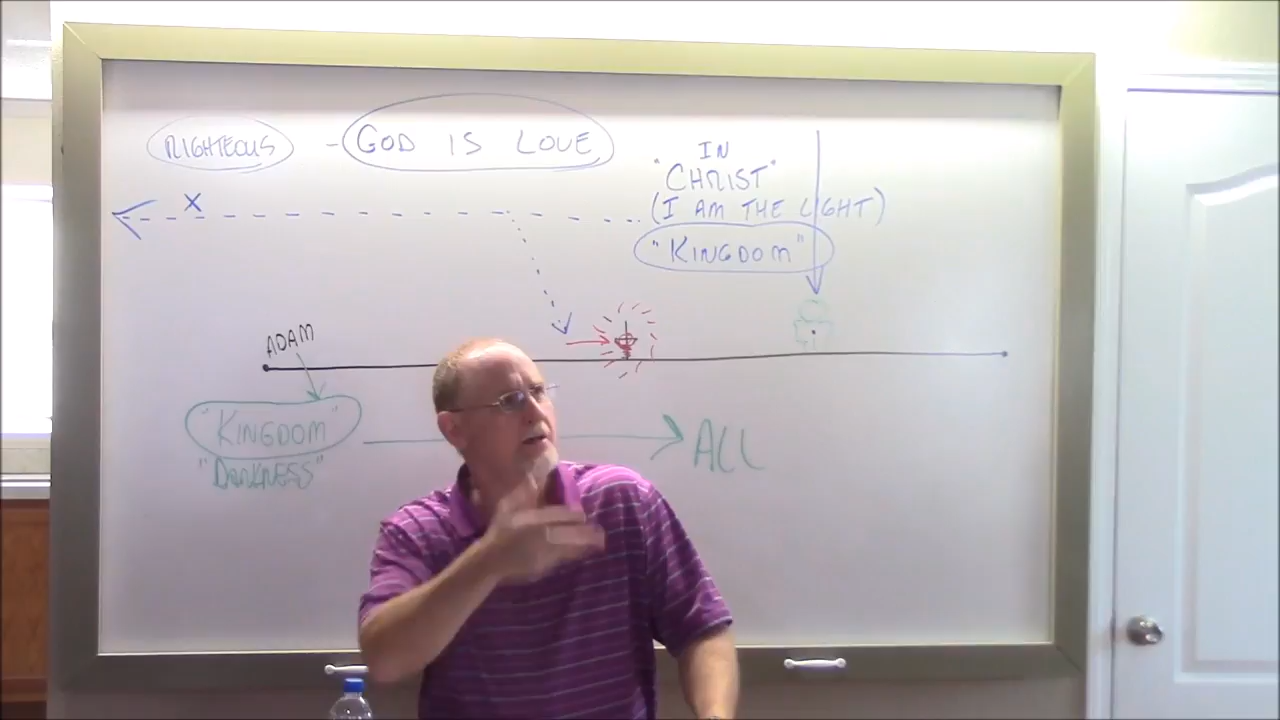 RIGHTEOUS - GOD IS LOVE
X
IN
"CHRIST"
(I AM THE LIGHT)
"KINGDOM"
ADAM
"KINGDOM"
"DARKNESS"
ALL